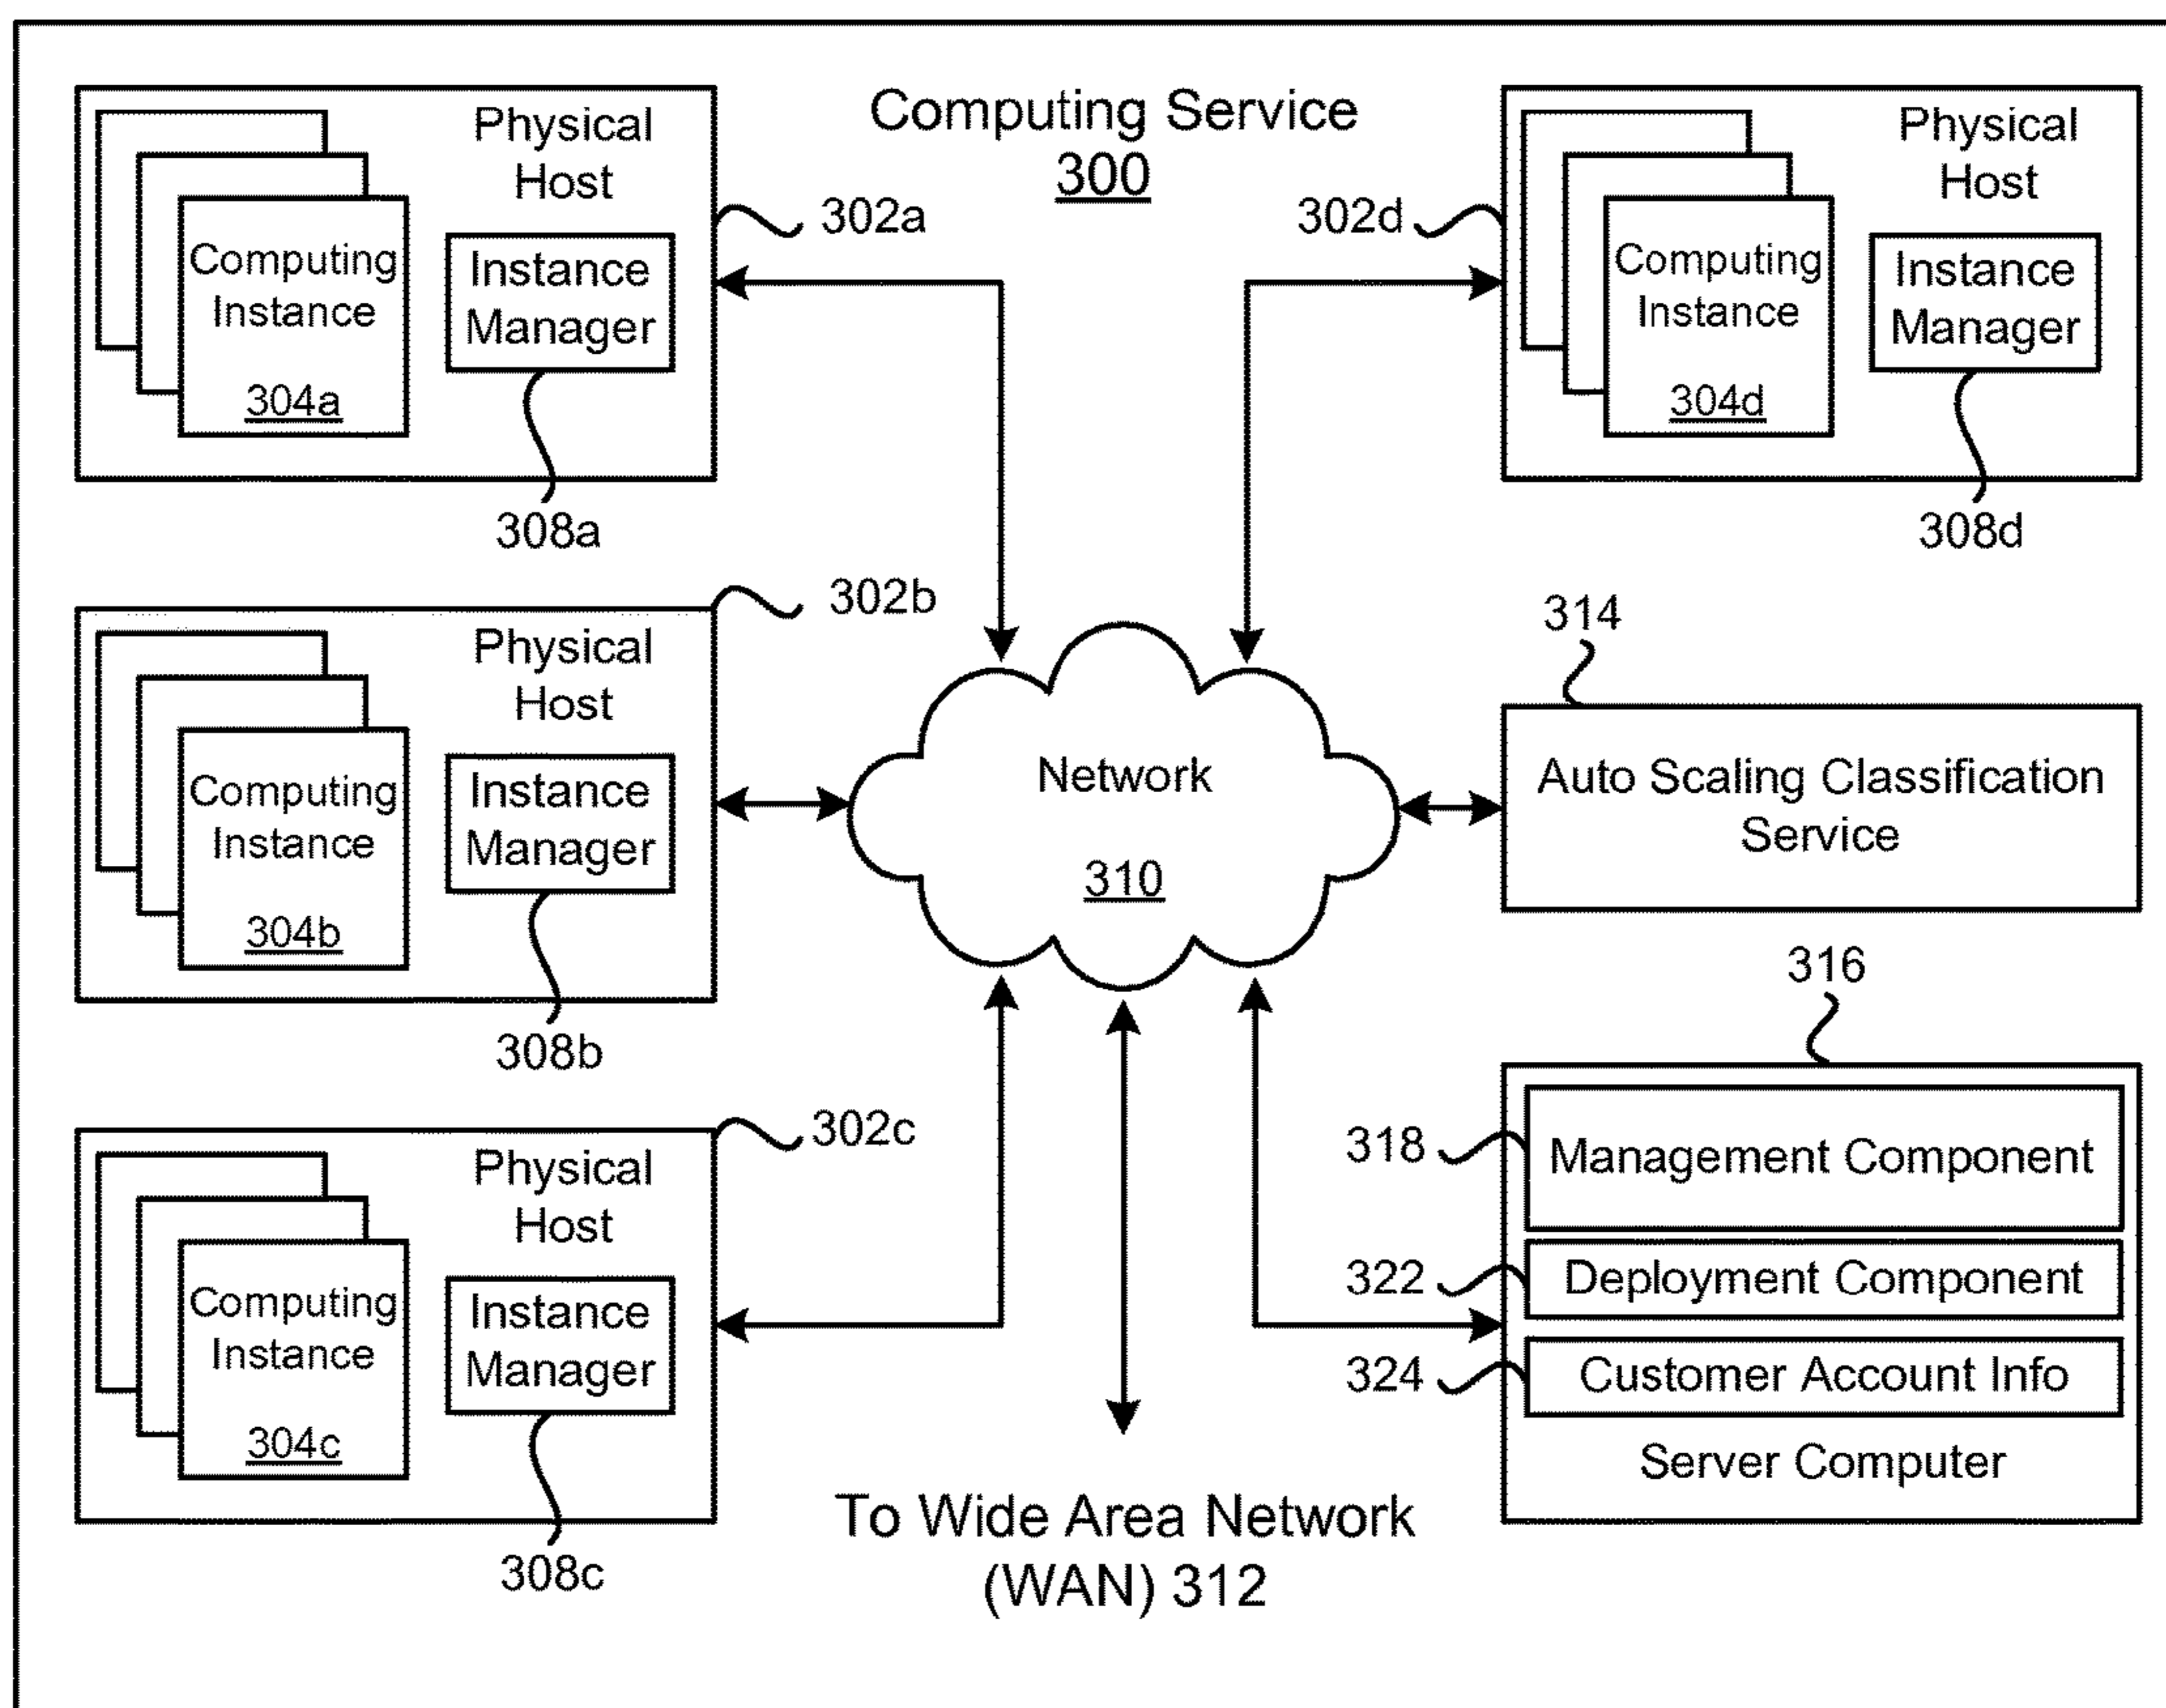 Computing Service
300
Physical
Host
302a
Computing
Instance
304a
Instance
Manager
308a
302d
Physical
Host
Computing
Instance
304d
Instance
Manager
308d
302b
Physical
Host
Computing
Instance
304b
Instance
Manager
308b
Network
310
314
Auto Scaling Classification
Service
302c
Physical
Host
Computing
Instance
304c
Instance
Manager
308c
316
318
Management Component
322
Deployment Component
324
Customer Account Info
Server Computer
To Wide Area Network
(WAN) 312